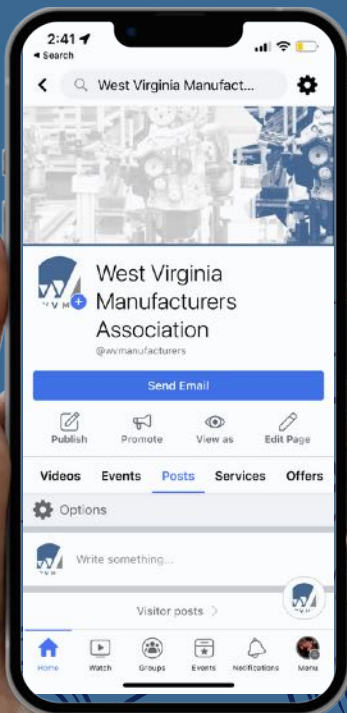 2:41
◂ Search
West Virginia Manufact...
W V M
West Virginia
Manufacturers
Association
@wvmanufacturers
Send Email
Publish Promote View as Edit Page
Videos Events Posts Services Offers
Options
W V M
Write something...
Visitor posts
W V M
Home Watch Groups Events Notifications Menu